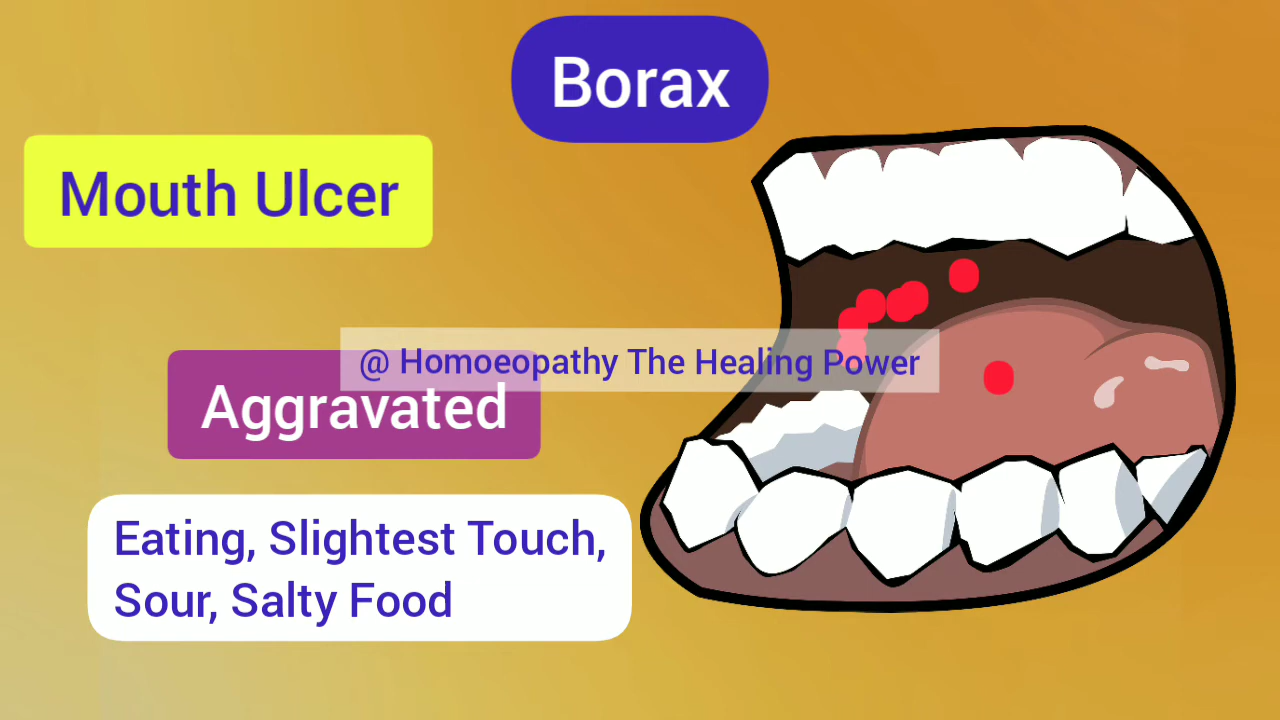 Borax
Mouth Ulcer
@ Homoeopathy The Healing Power
Aggravated
Eating, Slightest Touch,
Sour, Salty Food